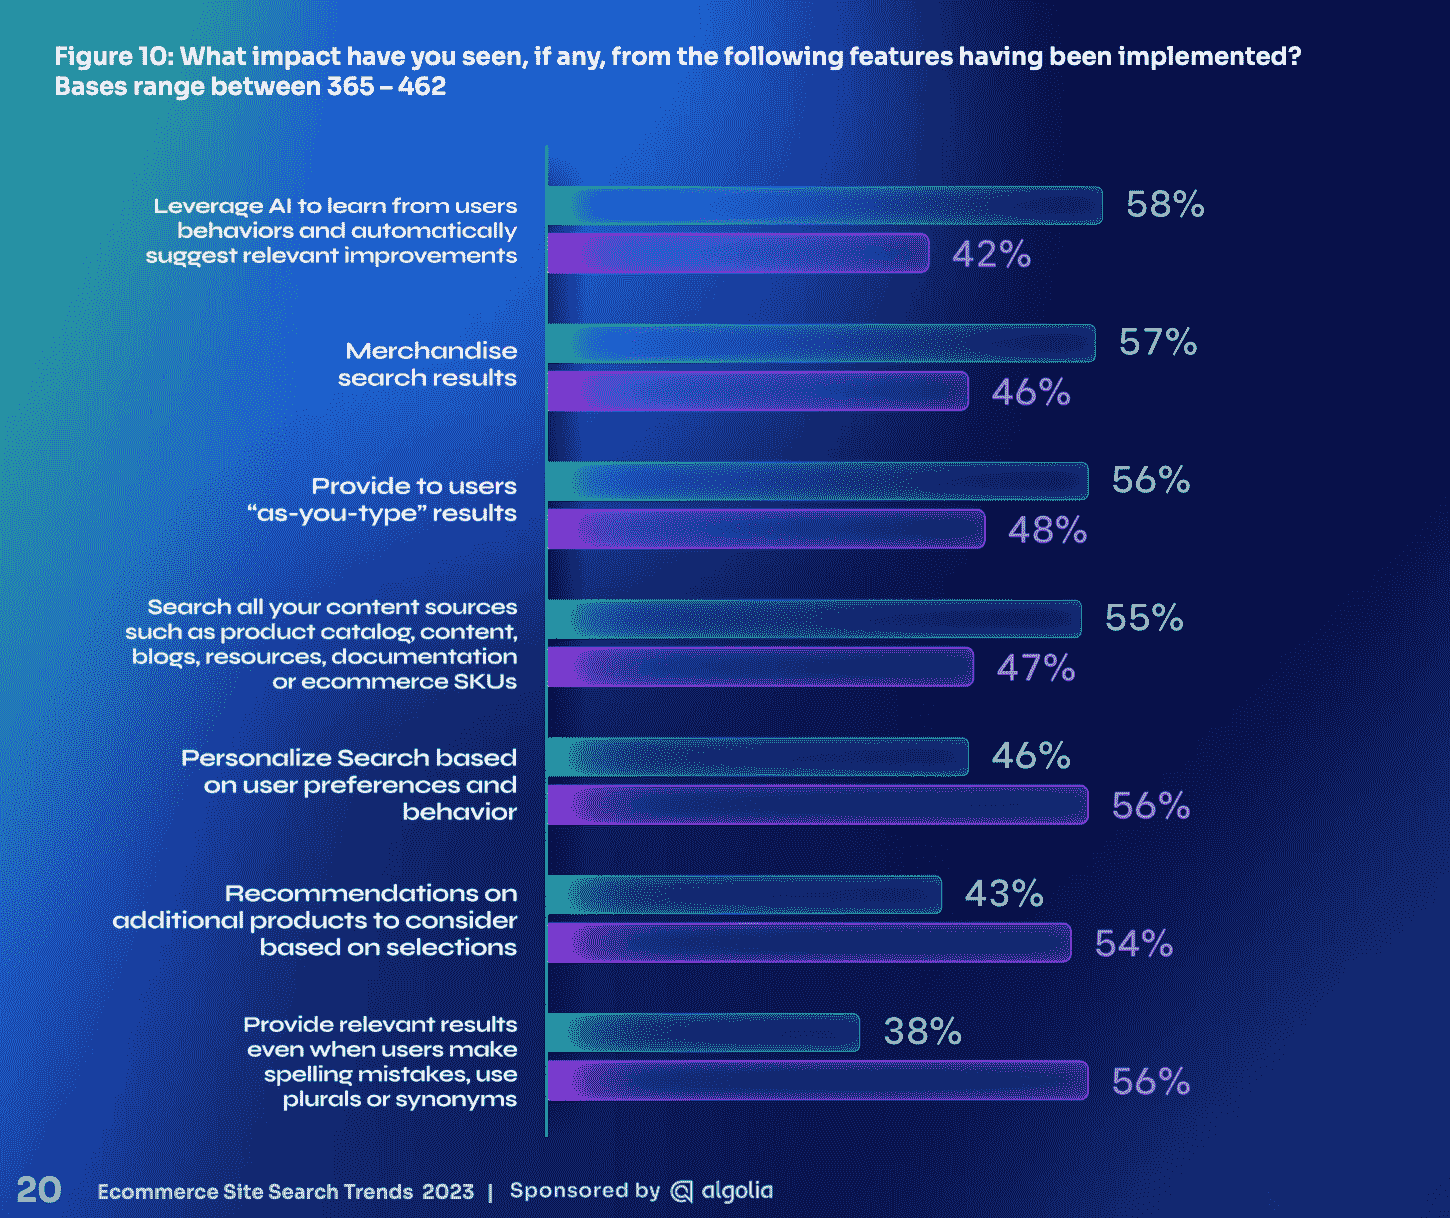 Figure 10: What impact have you seen, if any, from the following features having been implemented?
Bases range between 365 – 462
Leverage AI to learn from users
behaviors and automatically
suggest relevant improvements
58%
42%
Merchandise
search results
57%
46%
Provide to users
“as-you-type” results
56%
48%
Search all your content sources
such as product catalog, content,
blogs, resources, documentation
or ecommerce SKUs
55%
47%
Personalize Search based
on user preferences and
behavior
46%
56%
Recommendations on
additional products to consider
based on selections
43%
54%
Provide relevant results
even when users make
spelling mistakes, use
plurals or synonyms
38%
56%
20 Ecommerce Site Search Trends 2023 | Sponsored by algolia